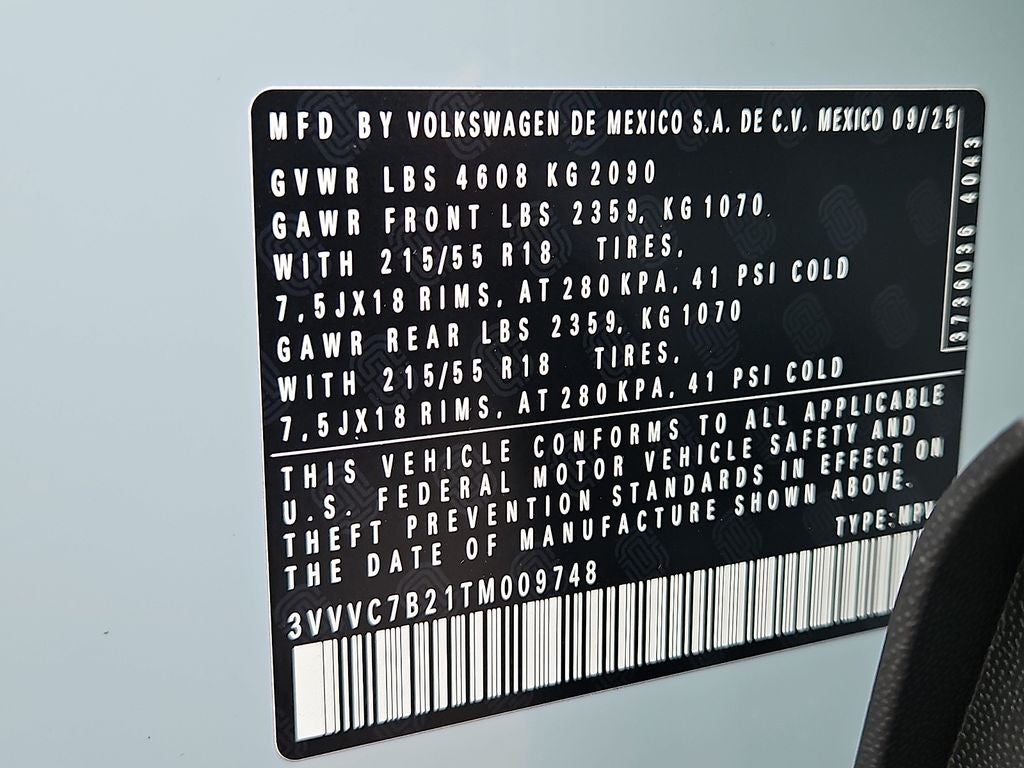 MFD BY VOLKSWAGEN DE MEXICO S.A. DE C.V. MEXICO 09/25
GVWR LBS 4608 KG 2090
GAWR FRONT LBS 2359, KG 1070,
WITH 215/55 R18 TIRES,
7,5JX18 RIMS, AT 280 KPA, 41 PSI COLD
GAWR REAR LBS 2359, KG 1070
WITH 215/55 R18 TIRES,
7,5JX18 RIMS, AT 280 KPA, 41 PSI COLD
3736036 4043
THIS VEHICLE CONFORMS TO ALL APPLICABLE
U.S. FEDERAL MOTOR VEHICLE SAFETY AND
THEFT PREVENTION STANDARDS IN EFFECT ON
THE DATE OF MANUFACTURE SHOWN ABOVE.
TYPE:MPV
3VVVC7B21TM009748